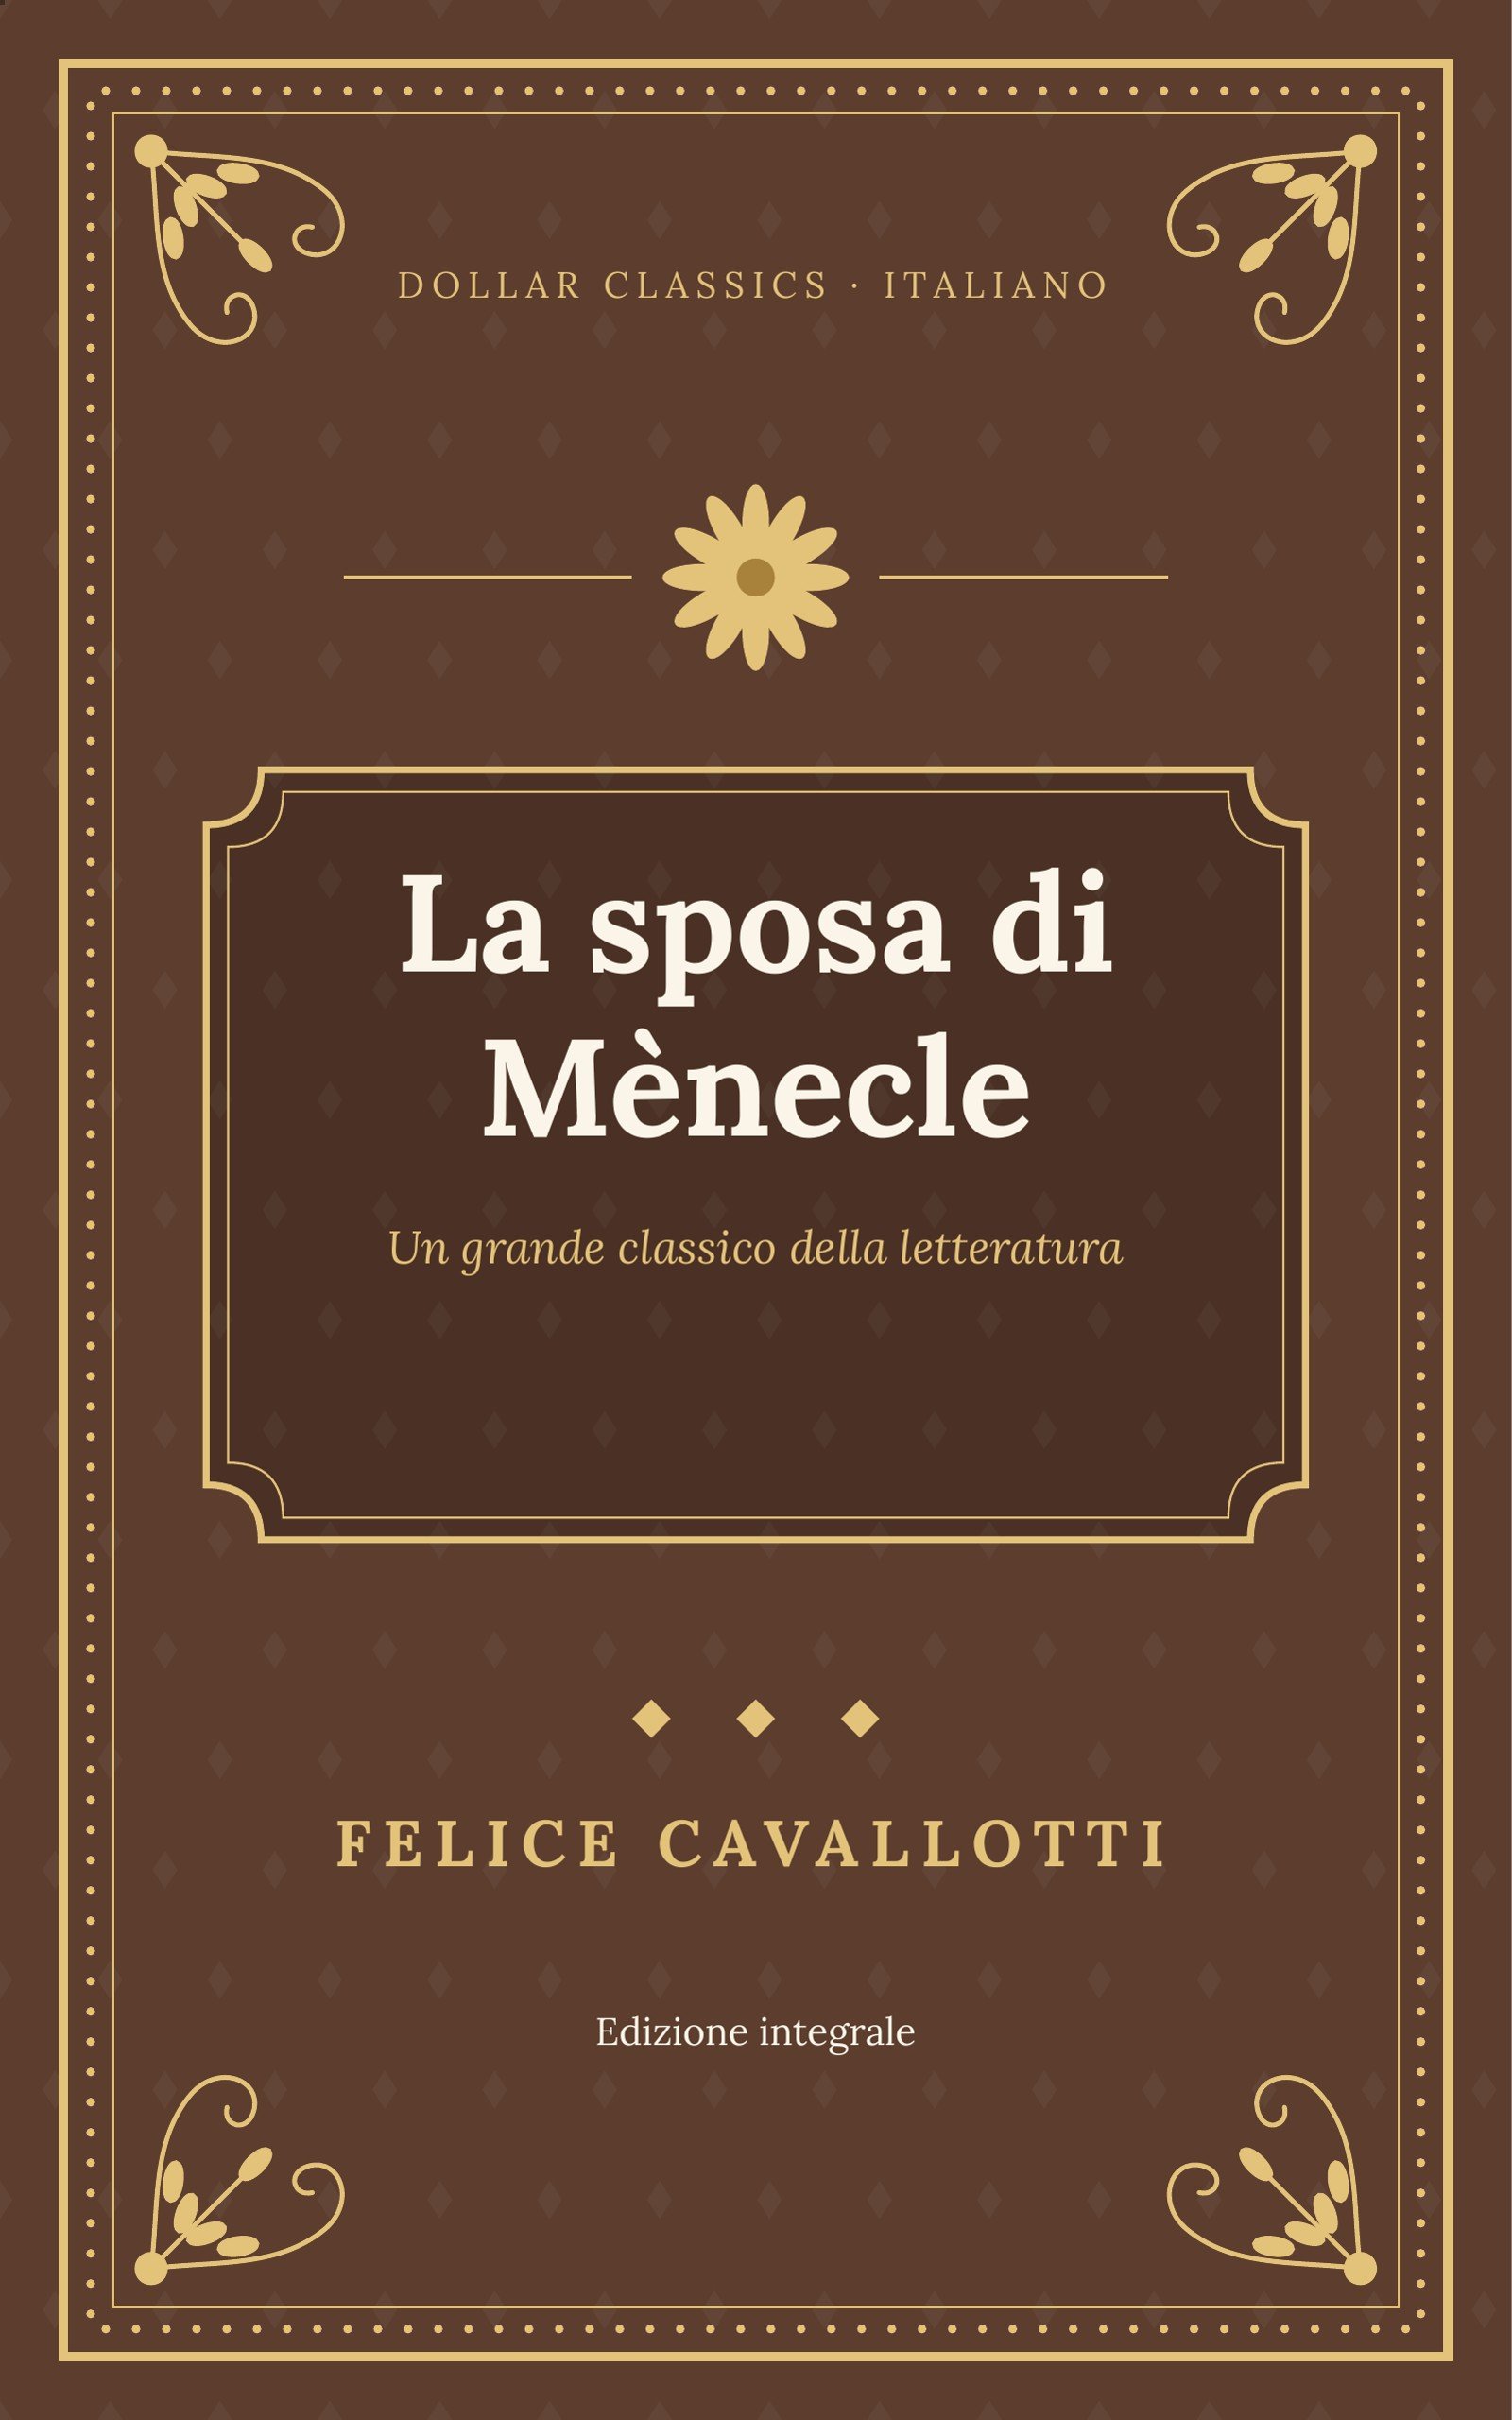 DOLLAR CLASSICS · ITALIANO
La sposa di
Mènecle
Un grande classico della letteratura
FELICE CAVALLOTTI
Edizione integrale